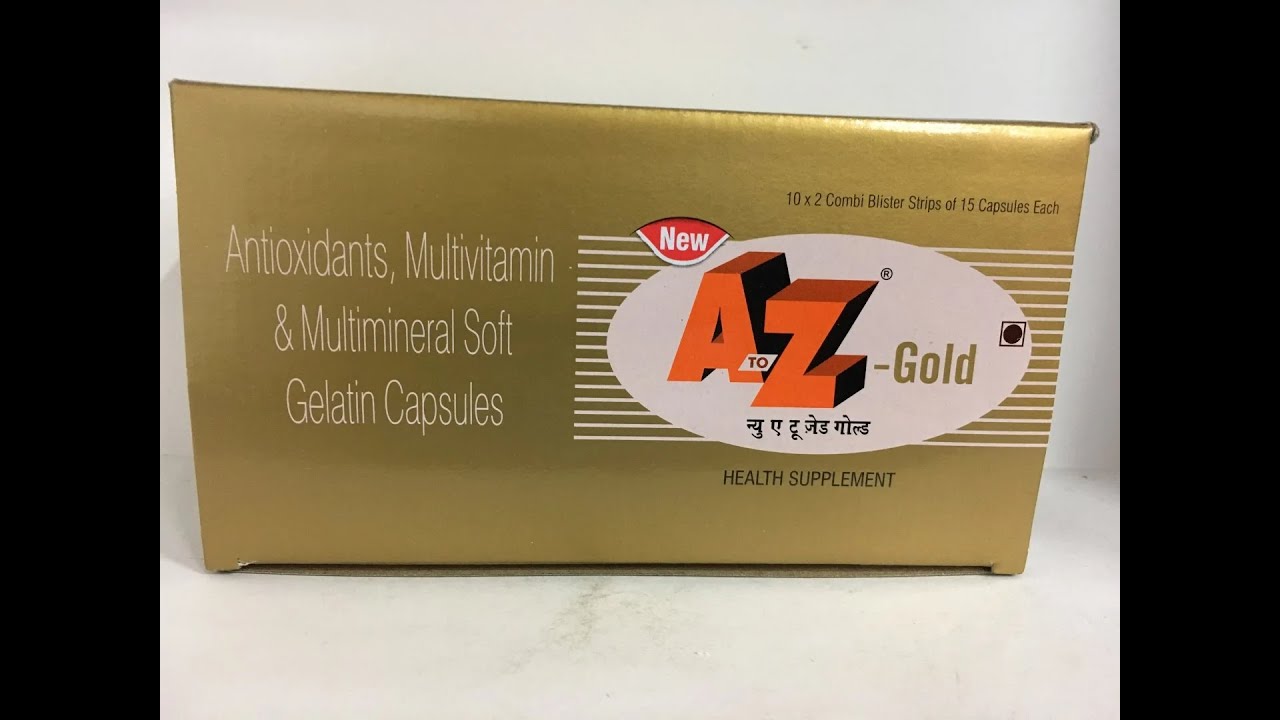 10 x 2 Combi Blister Strips of 15 Capsules Each
Antioxidants, Multivitamin
& Multimineral Soft
Gelatin Capsules
New
A TO Z ® -Gold
न्यु ए टू ज़ेड गोल्ड
HEALTH SUPPLEMENT